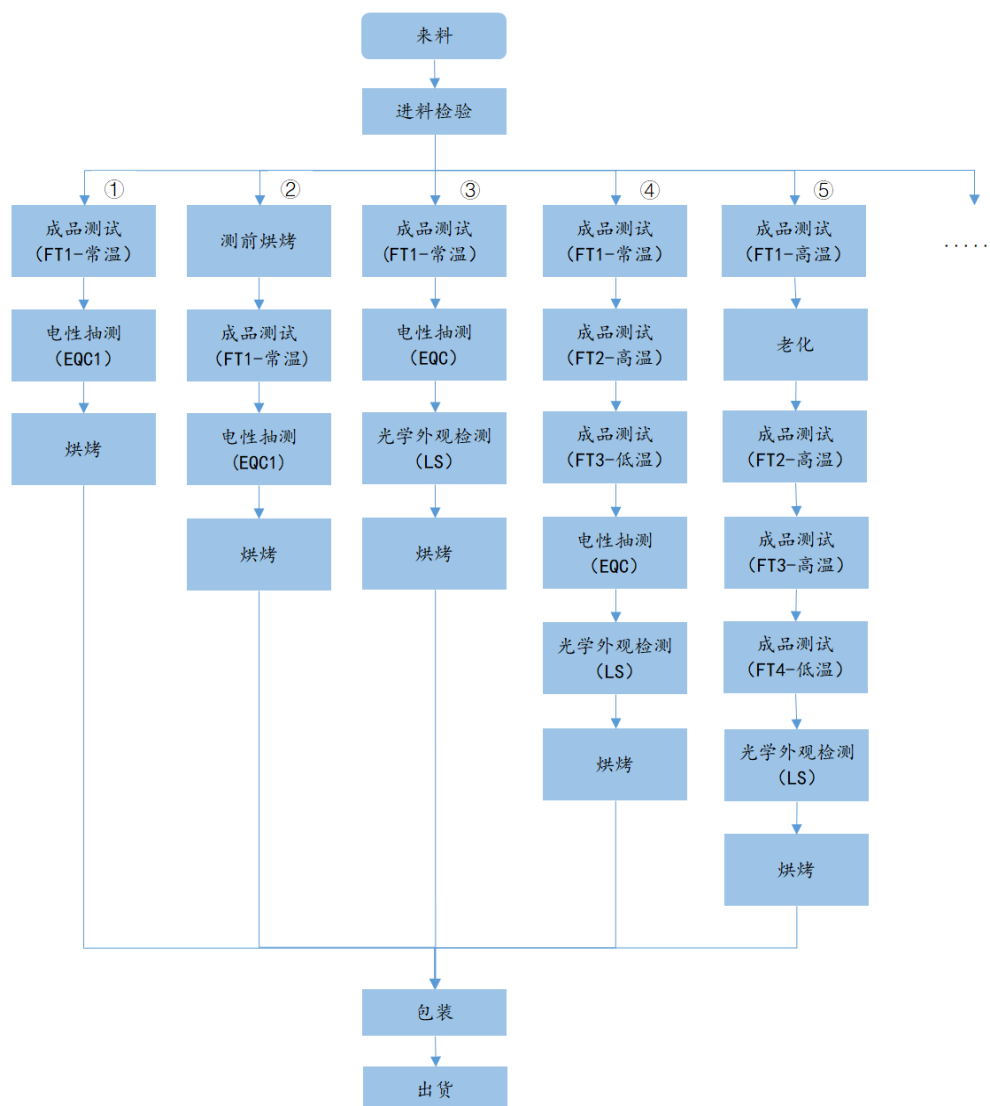 来料
进料检验
①
成品测试
(FT1-常温)
电性抽测
(EQC1)
烘烤
②
测前烘烤
成品测试
(FT1-常温)
电性抽测
(EQC1)
烘烤
③
成品测试
(FT1-常温)
电性抽测
(EQC)
光学外观检测
(LS)
烘烤
④
成品测试
(FT1-常温)
成品测试
(FT2-高温)
成品测试
(FT3-低温)
电性抽测
(EQC)
光学外观检测
(LS)
烘烤
⑤
成品测试
(FT1-高温)
老化
成品测试
(FT2-高温)
成品测试
(FT3-高温)
成品测试
(FT4-低温)
光学外观检测
(LS)
烘烤
.....
包装
出货